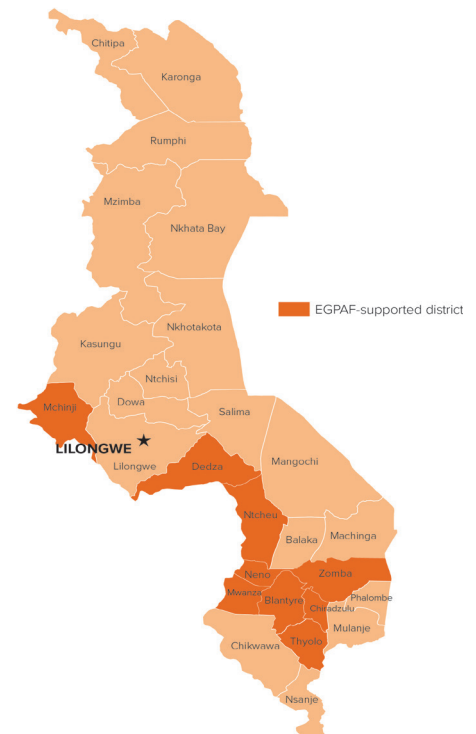 Chitipa
Karonga
Rumphi
Mzimba
Nkhata Bay
EGPAF-supported district
Nkhotakota
Kasungu
Ntchisi
Dowa
Mchinji
Salima
LILONGWE
Lilongwe
Dedza
Mangochi
Ntcheu
Balaka
Machinga
Neno
Zomba
Mwanza
Blantyre
Phalombe
Chiradzulu
Mulanje
Thyolo
Chikwawa
Nsanje